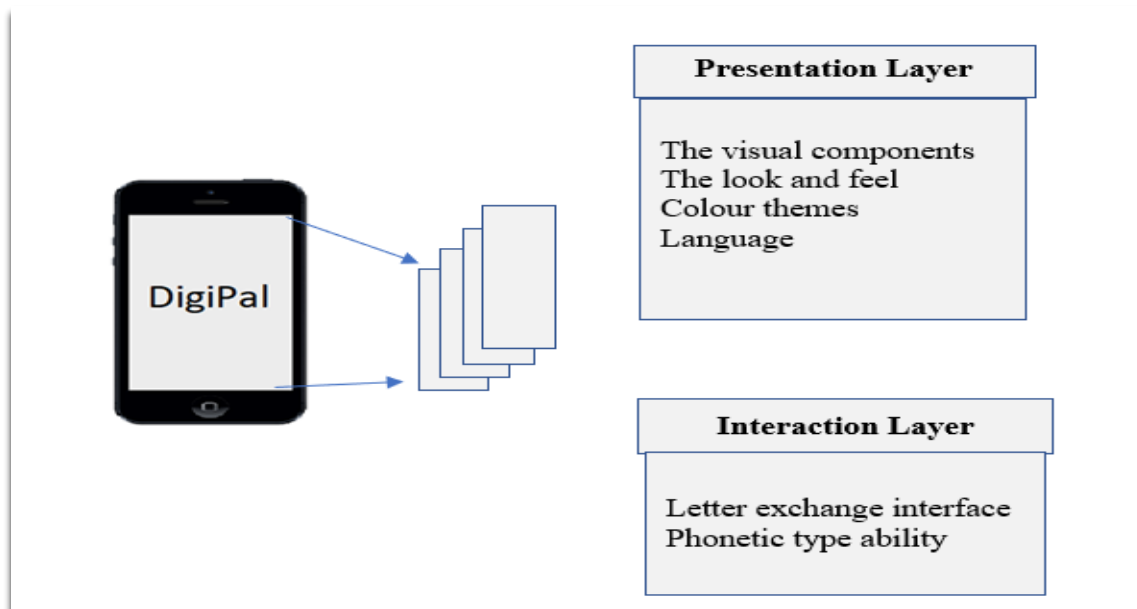 DigiPal
Presentation Layer
The visual components
The look and feel
Colour themes
Language
Interaction Layer
Letter exchange interface
Phonetic type ability